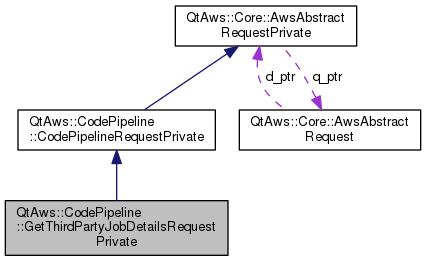 QtAws::Core::AwsAbstract
RequestPrivate
d_ptr
q_ptr
QtAws::CodePipeline
::CodePipelineRequestPrivate
QtAws::Core::AwsAbstract
Request
QtAws::CodePipeline
::GetThirdPartyJobDetailsRequest
Private